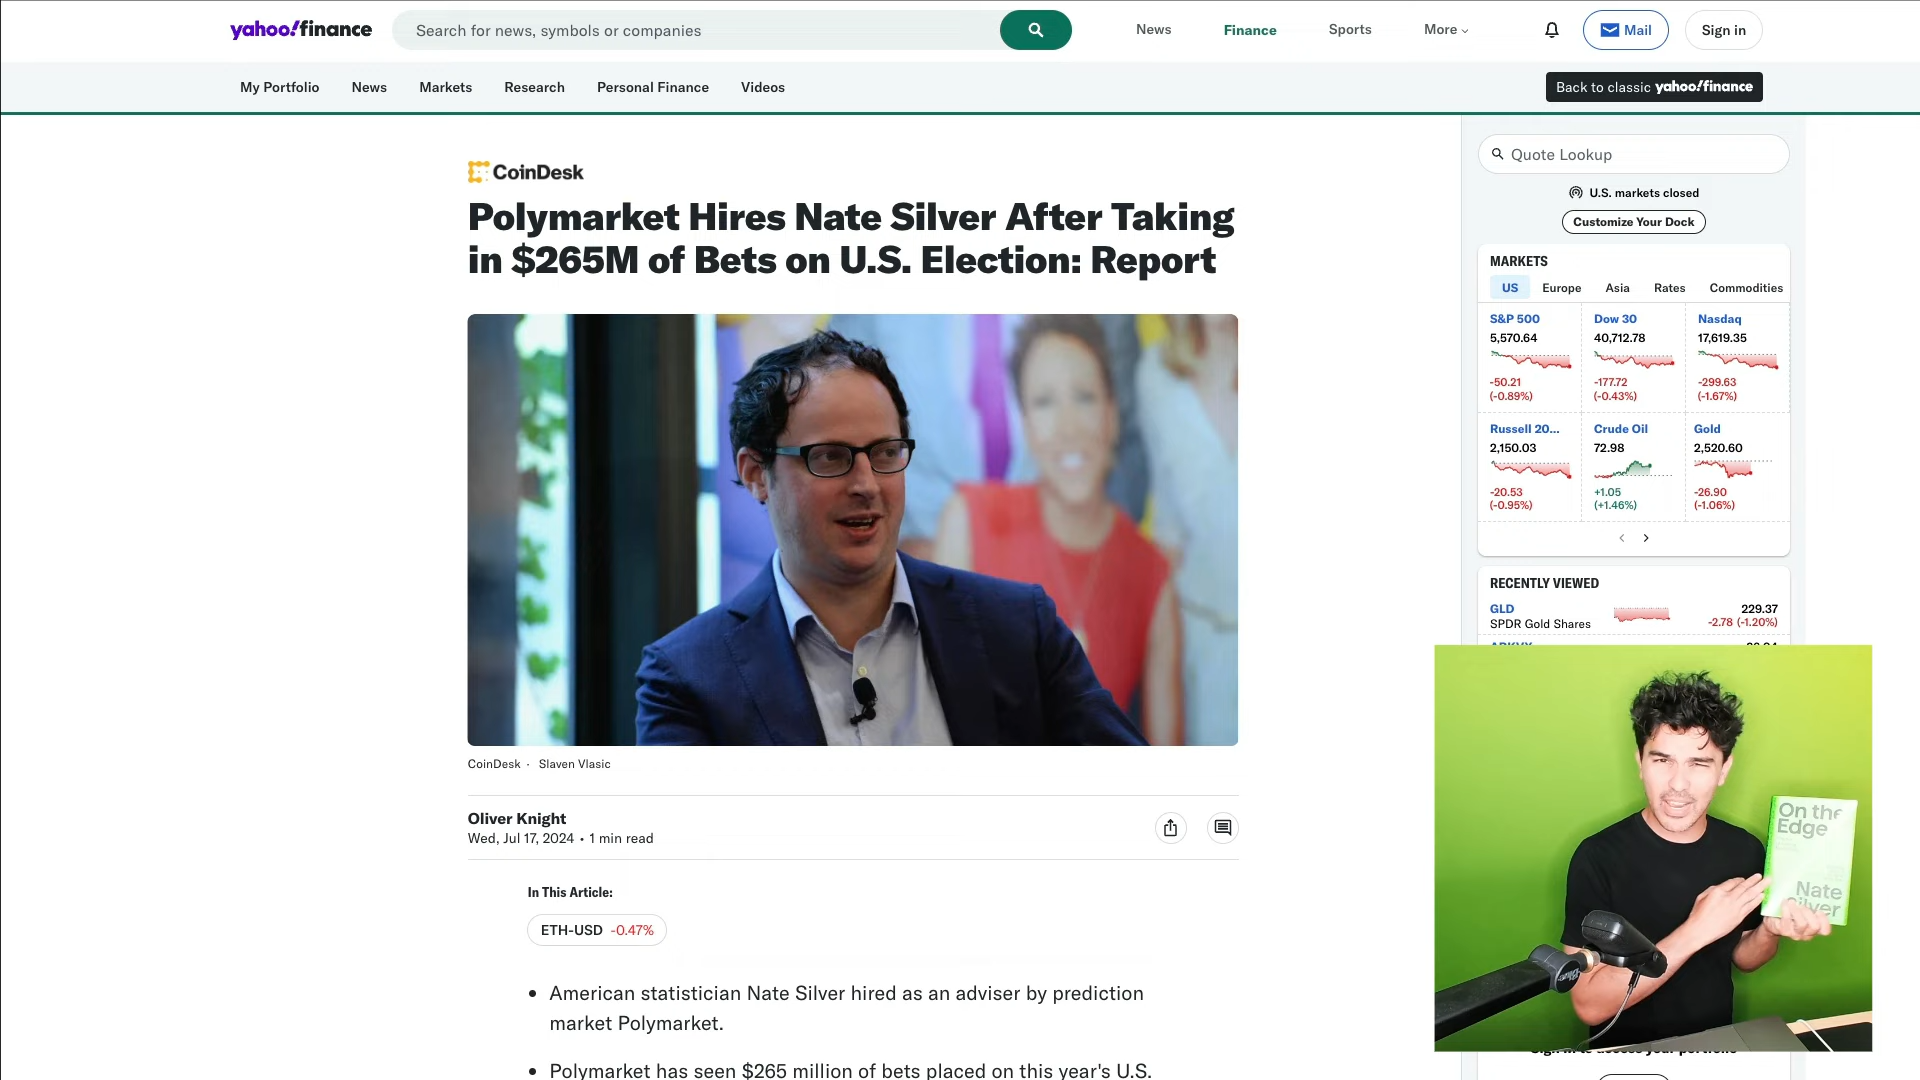 yahoo!finance
Search for news, symbols or companies
News
Finance
Sports
More
Mail
Sign in
My Portfolio
News
Markets
Research
Personal Finance
Videos
Back to classic yahoo!finance
CoinDesk
Polymarket Hires Nate Silver After Taking
in $265M of Bets on U.S. Election: Report
CoinDesk · Slaven Vlasic
Oliver Knight
Wed, Jul 17, 2024 • 1 min read
In This Article:
ETH-USD -0.47%
• American statistician Nate Silver hired as an adviser by prediction
market Polymarket.
• Polymarket has seen $265 million of bets placed on this year's U.S.
Quote Lookup
U.S. markets closed
Customize Your Dock
MARKETS
US Europe Asia Rates Commodities
S&P 500
5,570.64
-50.21
(-0.89%)
Dow 30
40,712.78
-177.72
(-0.43%)
Nasdaq
17,619.35
-299.63
(-1.67%)
Russell 20...
2,150.03
-20.53
(-0.95%)
Crude Oil
72.98
+1.05
(+1.46%)
Gold
2,520.60
-26.90
(-1.06%)
RECENTLY VIEWED
GLD 229.37
SPDR Gold Shares -2.78 (-1.20%)
On the
Edge
Nate
Silver